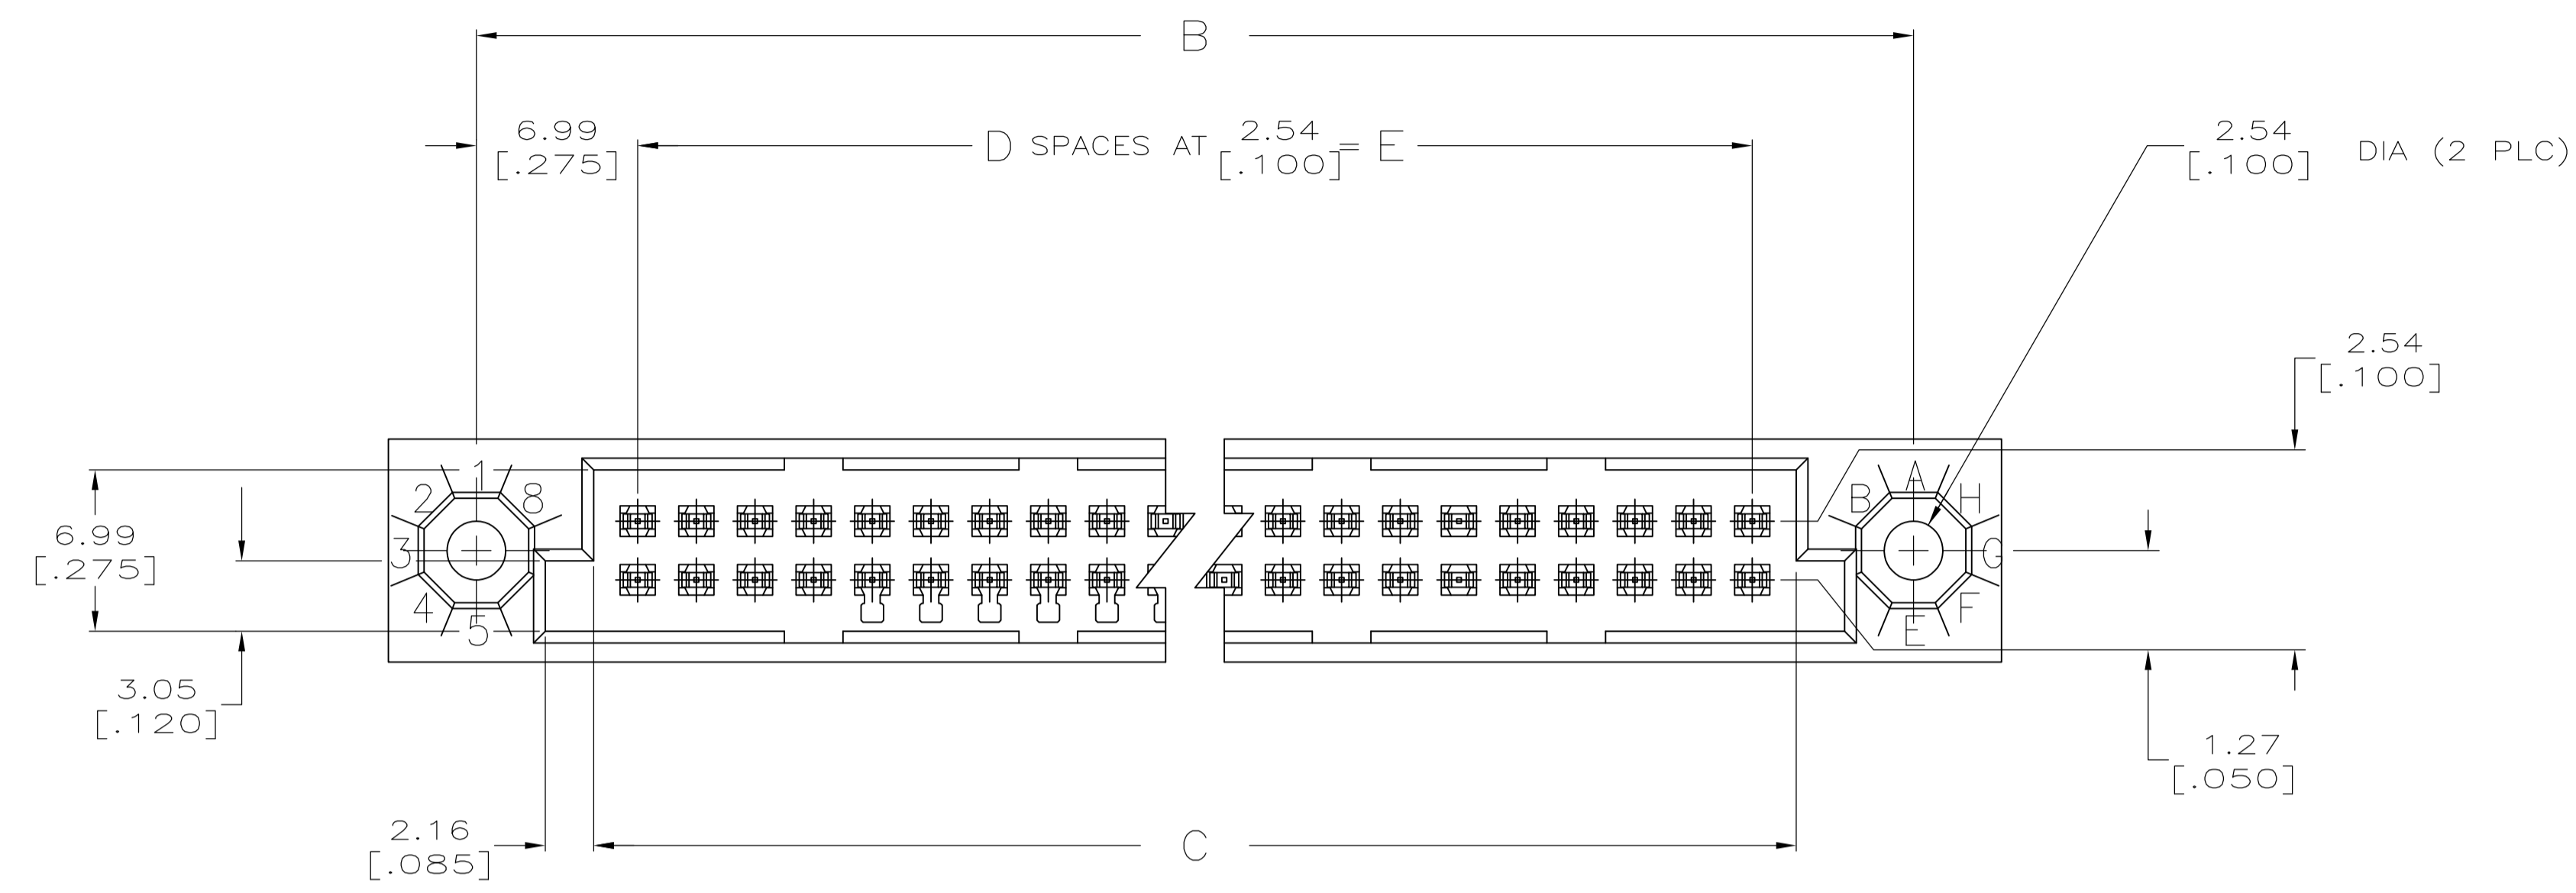 B
6.99
[.275]
D SPACES AT 2.54 = E
[.100]
2.54
[.100] DIA (2 PLC)
2.54
[.100]
1
2
8
3
4
5
A
B
H
G
F
E
6.99
[.275]
3.05
[.120]
1.27
[.050]
2.16
[.085]
C